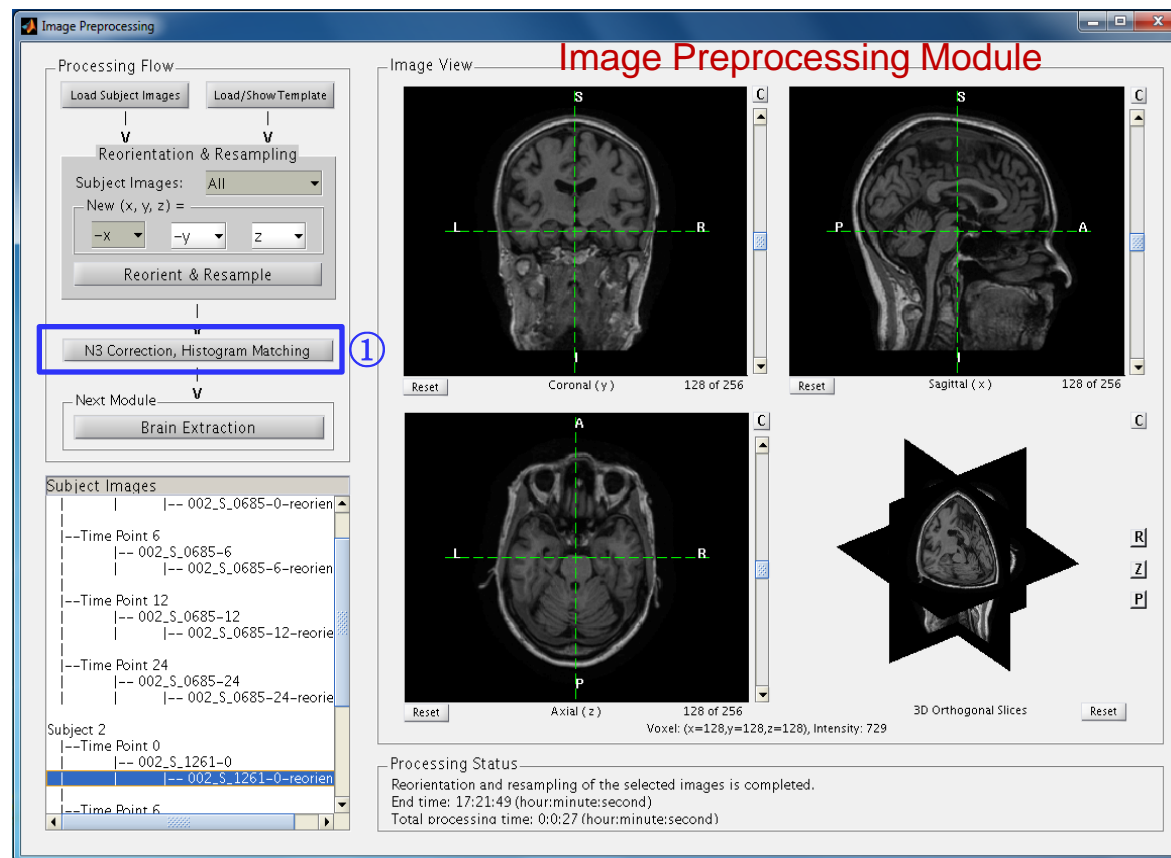 Image Preprocessing
Image Preprocessing Module
Processing Flow
Load Subject Images
Load/Show Template
Reorientation & Resampling
Subject Images: All
New (x, y, z) =
-x -y z
Reorient & Resample
N3 Correction, Histogram Matching
①
Next Module
Brain Extraction
Subject Images
| | |-- 002_S_0685-0-reorien
|
|--Time Point 6
| |-- 002_S_0685-6
| | |-- 002_S_0685-6-reorien
|
|--Time Point 12
| |-- 002_S_0685-12
| | |-- 002_S_0685-12-reorie
|
|--Time Point 24
| |-- 002_S_0685-24
| | |-- 002_S_0685-24-reorie
Subject 2
|--Time Point 0
| |-- 002_S_1261-0
| | |-- 002_S_1261-0-reorien
|
|--Time Point 6
Image View
S
C
L
R
I
Reset
Coronal (y)
128 of 256
S
C
P
A
I
Reset
Sagittal (x)
128 of 256
A
C
L
R
P
Reset
Axial (z)
128 of 256
C
R
Z
P
3D Orthogonal Slices
Reset
Voxel: (x=128,y=128,z=128), Intensity: 729
Processing Status
Reorientation and resampling of the selected images is completed.
End time: 17:21:49 (hour:minute:second)
Total processing time: 0:0:27 (hour:minute:second)